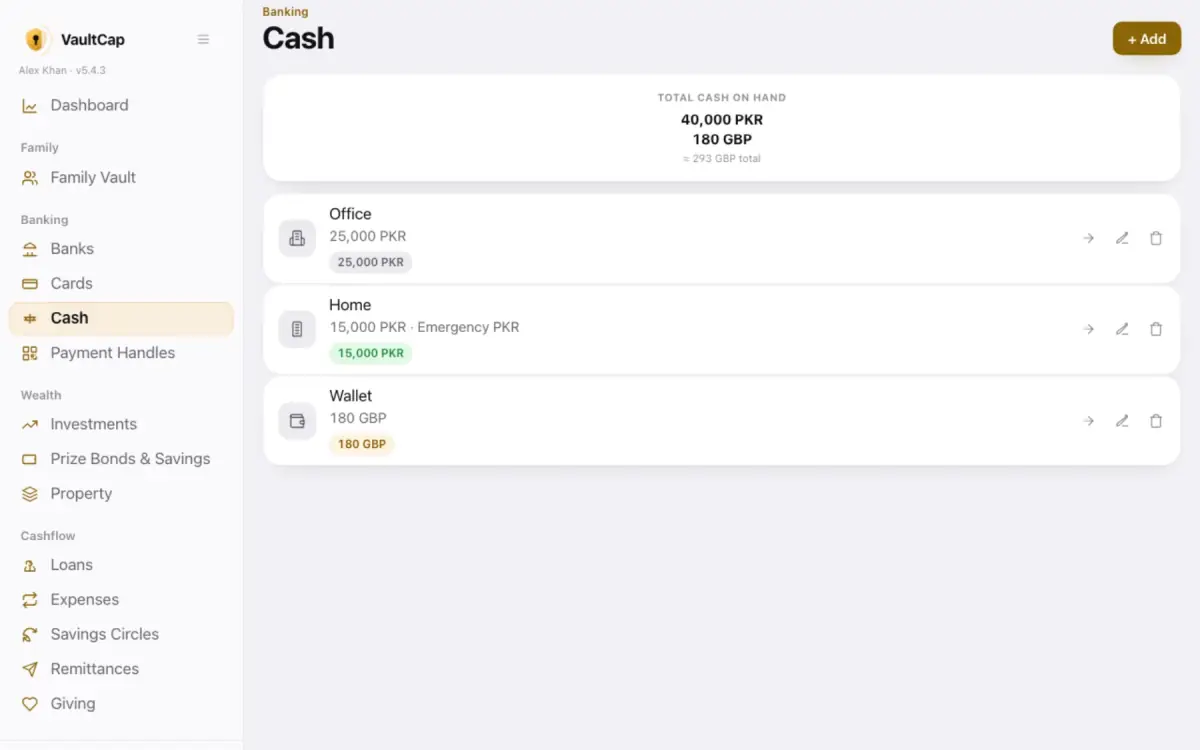 VaultCap
Alex Khan · v5.4.3
Dashboard
Family
Family Vault
Banking
Banks
Cards
Cash
Payment Handles
Wealth
Investments
Prize Bonds & Savings
Property
Cashflow
Loans
Expenses
Savings Circles
Remittances
Giving
Banking
Cash
+ Add
TOTAL CASH ON HAND
40,000 PKR
180 GBP
≈ 293 GBP total
Office
25,000 PKR
25,000 PKR
Home
15,000 PKR · Emergency PKR
15,000 PKR
Wallet
180 GBP
180 GBP